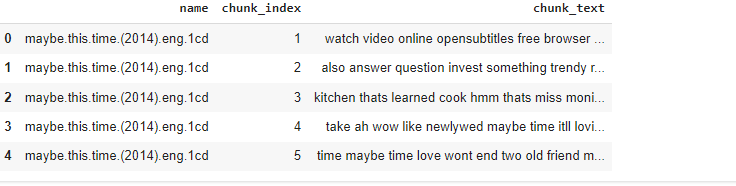 name chunk_index chunk_text
0 maybe.this.time.(2014).eng.1cd 1 watch video online opensubtitles free browser ...
1 maybe.this.time.(2014).eng.1cd 2 also answer question invest something trendy r...
2 maybe.this.time.(2014).eng.1cd 3 kitchen thats learned cook hmm thats miss moni...
3 maybe.this.time.(2014).eng.1cd 4 take ah wow like newlywed maybe time itll lovi...
4 maybe.this.time.(2014).eng.1cd 5 time maybe time love wont end two old friend m...